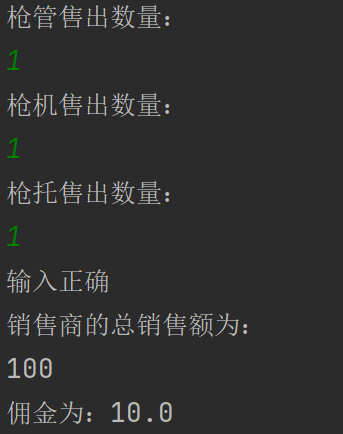 枪管售出数量:
1
枪机售出数量:
1
枪托售出数量:
1
输入正确
销售商的总销售额为:
100
佣金为: 10.0